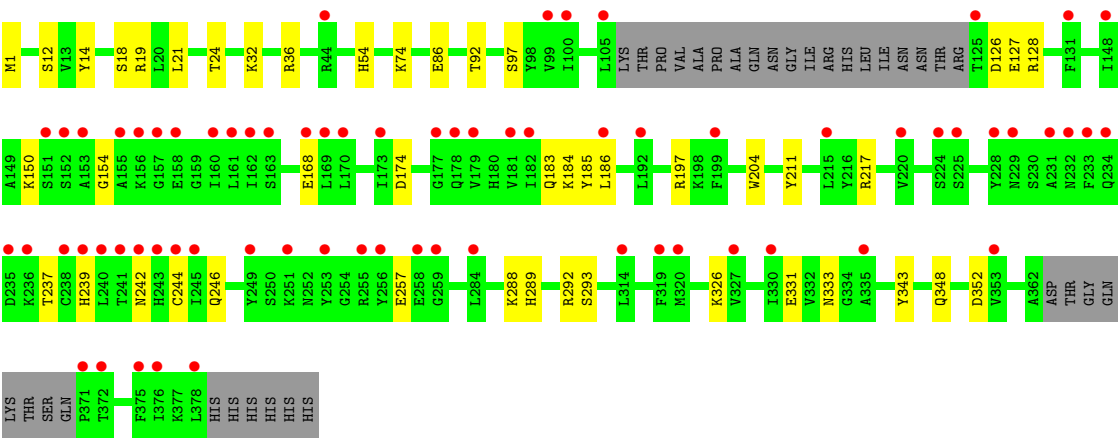 M1 S12 V13 Y14 S18 R19 L20 L21 T24 K32 R36 R44 H54 K74 E86 T92 S97 Y98 V99 I100 L105 LYS THR PRO VAL ALA PRO ALA GLN ASN GLY ILE ARG HIS LEU ILE ASN ASN THR ARG T125 D126 E127 R128 F131 I148
A149 K150 S151 S152 A153 G154 A155 K156 G157 E158 G159 I160 L161 I162 S163 E168 L169 L170 I173 D174 G177 Q178 V179 H180 V181 I182 Q183 K184 Y185 L186 L192 R197 K198 F199 W204 Y211 L215 Y216 R217 V220 S224 S225 Y228 N229 S230 A231 N232 F233 Q234
D235 K236 T237 C238 H239 L240 T241 N242 H243 C244 I245 Q246 Y249 S250 K251 N252 Y253 G254 R255 Y256 E257 E258 G259 L284 K288 H289 R292 S293 L314 F319 M320 K326 V327 I330 E331 V332 N333 G334 A335 Y343 Q348 D352 V353 A362 ASP THR GLY GLN
LYS THR SER GLN P371 T372 F375 I376 K377 L378 HIS HIS HIS HIS HIS HIS